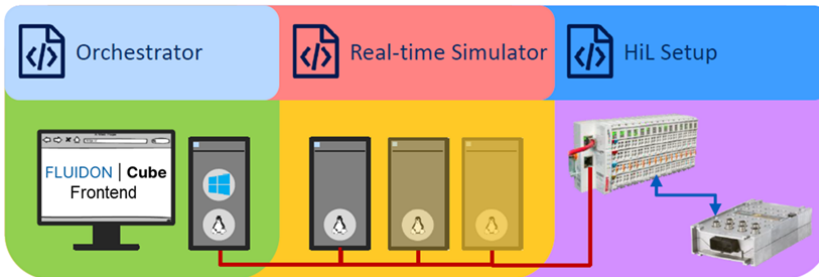 Orchestrator
Real-time Simulator
HiL Setup
FLUIDON | Cube
Frontend